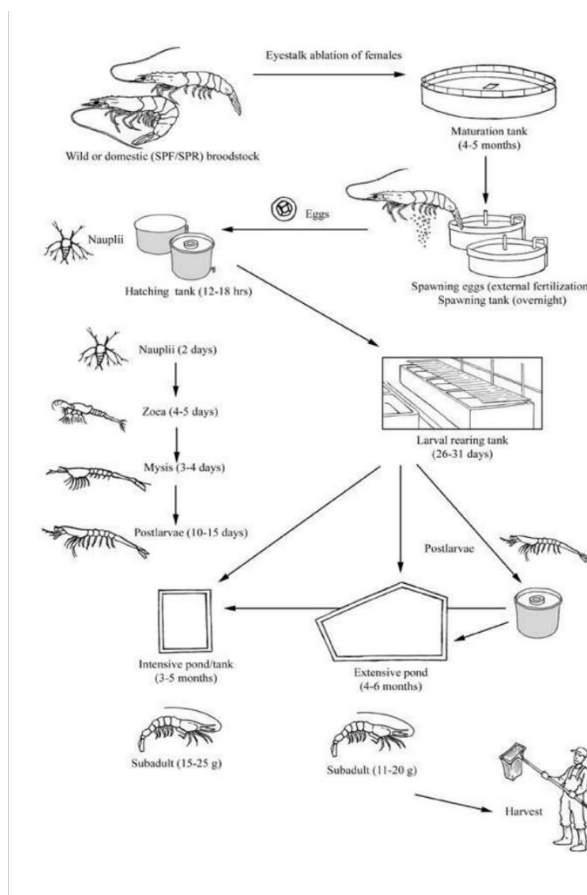 Eyestalk ablation of females
Wild or domestic (SPF/SPR) broodstock
Maturation tank
(4-5 months)
Eggs
Nauplii
Hatching tank (12-18 hrs)
Spawning eggs (external fertilization
Spawning tank (overnight)
Nauplii (2 days)
Zoea (4-5 days)
Mysis (3-4 days)
Postlarvae (10-15 days)
Larval rearing tank
(26-31 days)
Postlarvae
Intensive pond/tank
(3-5 months)
Extensive pond
(4-6 months)
Subadult (15-25 g)
Subadult (11-20 g)
Harvest